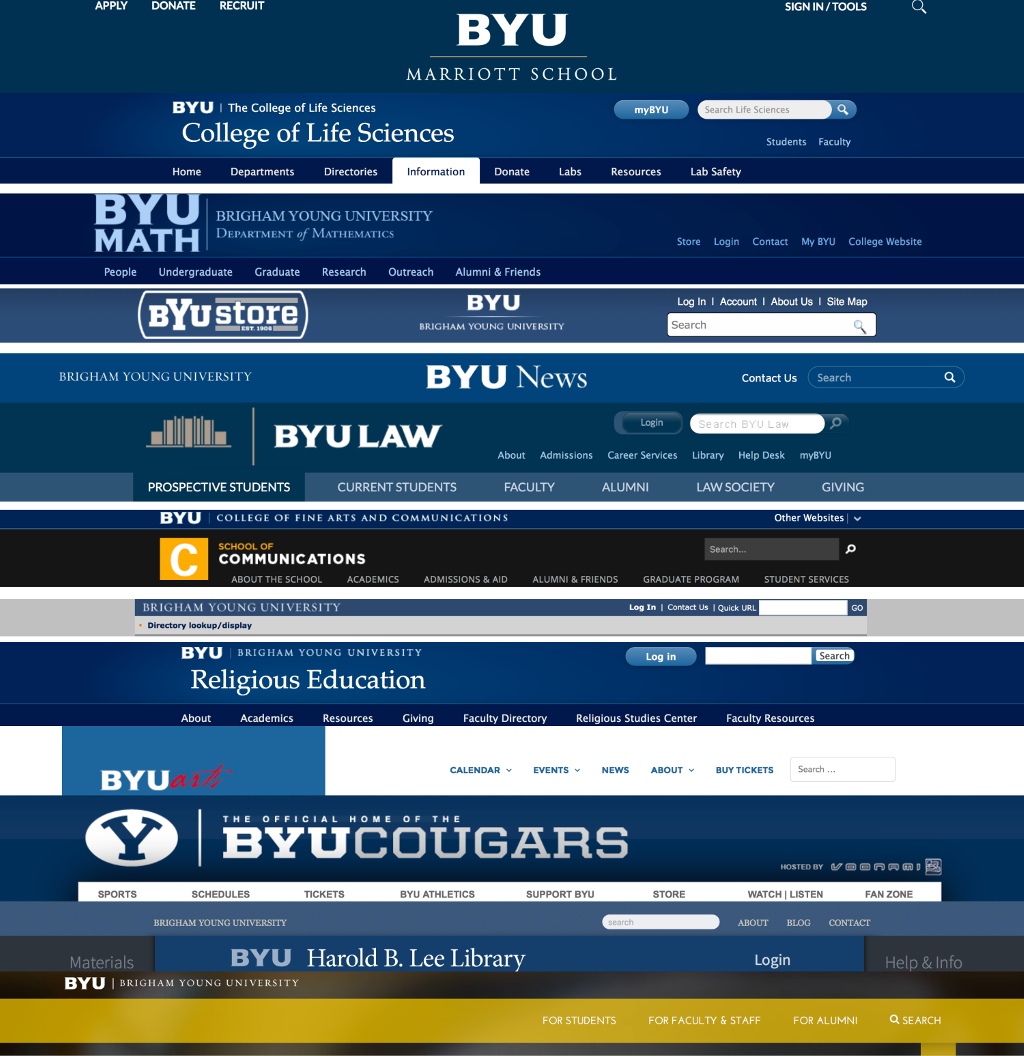 APPLY DONATE RECRUIT SIGN IN / TOOLS
BYU
MARRIOTT SCHOOL
BYU | The College of Life Sciences myBYU Search Life Sciences
College of Life Sciences
Students Faculty
Home Departments Directories Information Donate Labs Resources Lab Safety
BYU BRIGHAM YOUNG UNIVERSITY
MATH DEPARTMENT of MATHEMATICS
Store Login Contact My BYU College Website
People Undergraduate Graduate Research Outreach Alumni & Friends
BYU store BYU Log In | Account | About Us | Site Map
EST. 1906 BRIGHAM YOUNG UNIVERSITY Search
BRIGHAM YOUNG UNIVERSITY BYU News Contact Us Search
BYU LAW Login Search BYU Law
About Admissions Career Services Library Help Desk myBYU
PROSPECTIVE STUDENTS CURRENT STUDENTS FACULTY ALUMNI LAW SOCIETY GIVING
BYU | COLLEGE OF FINE ARTS AND COMMUNICATIONS Other Websites |
C SCHOOL OF
COMMUNICATIONS Search...
ABOUT THE SCHOOL ACADEMICS ADMISSIONS & AID ALUMNI & FRIENDS GRADUATE PROGRAM STUDENT SERVICES
BRIGHAM YOUNG UNIVERSITY Log In | Contact Us | Quick URL GO
• Directory lookup/display
BYU | BRIGHAM YOUNG UNIVERSITY Log in Search
Religious Education
About Academics Resources Giving Faculty Directory Religious Studies Center Faculty Resources
BYU arts CALENDAR EVENTS NEWS ABOUT BUY TICKETS Search ...
Y THE OFFICIAL HOME OF THE
BYUCOUGARS
HOSTED BY
SPORTS SCHEDULES TICKETS BYU ATHLETICS SUPPORT BYU STORE WATCH | LISTEN FAN ZONE
BRIGHAM YOUNG UNIVERSITY search ABOUT BLOG CONTACT
Materials BYU Harold B. Lee Library Login Help & Info
BYU | BRIGHAM YOUNG UNIVERSITY
FOR STUDENTS FOR FACULTY & STAFF FOR ALUMNI SEARCH